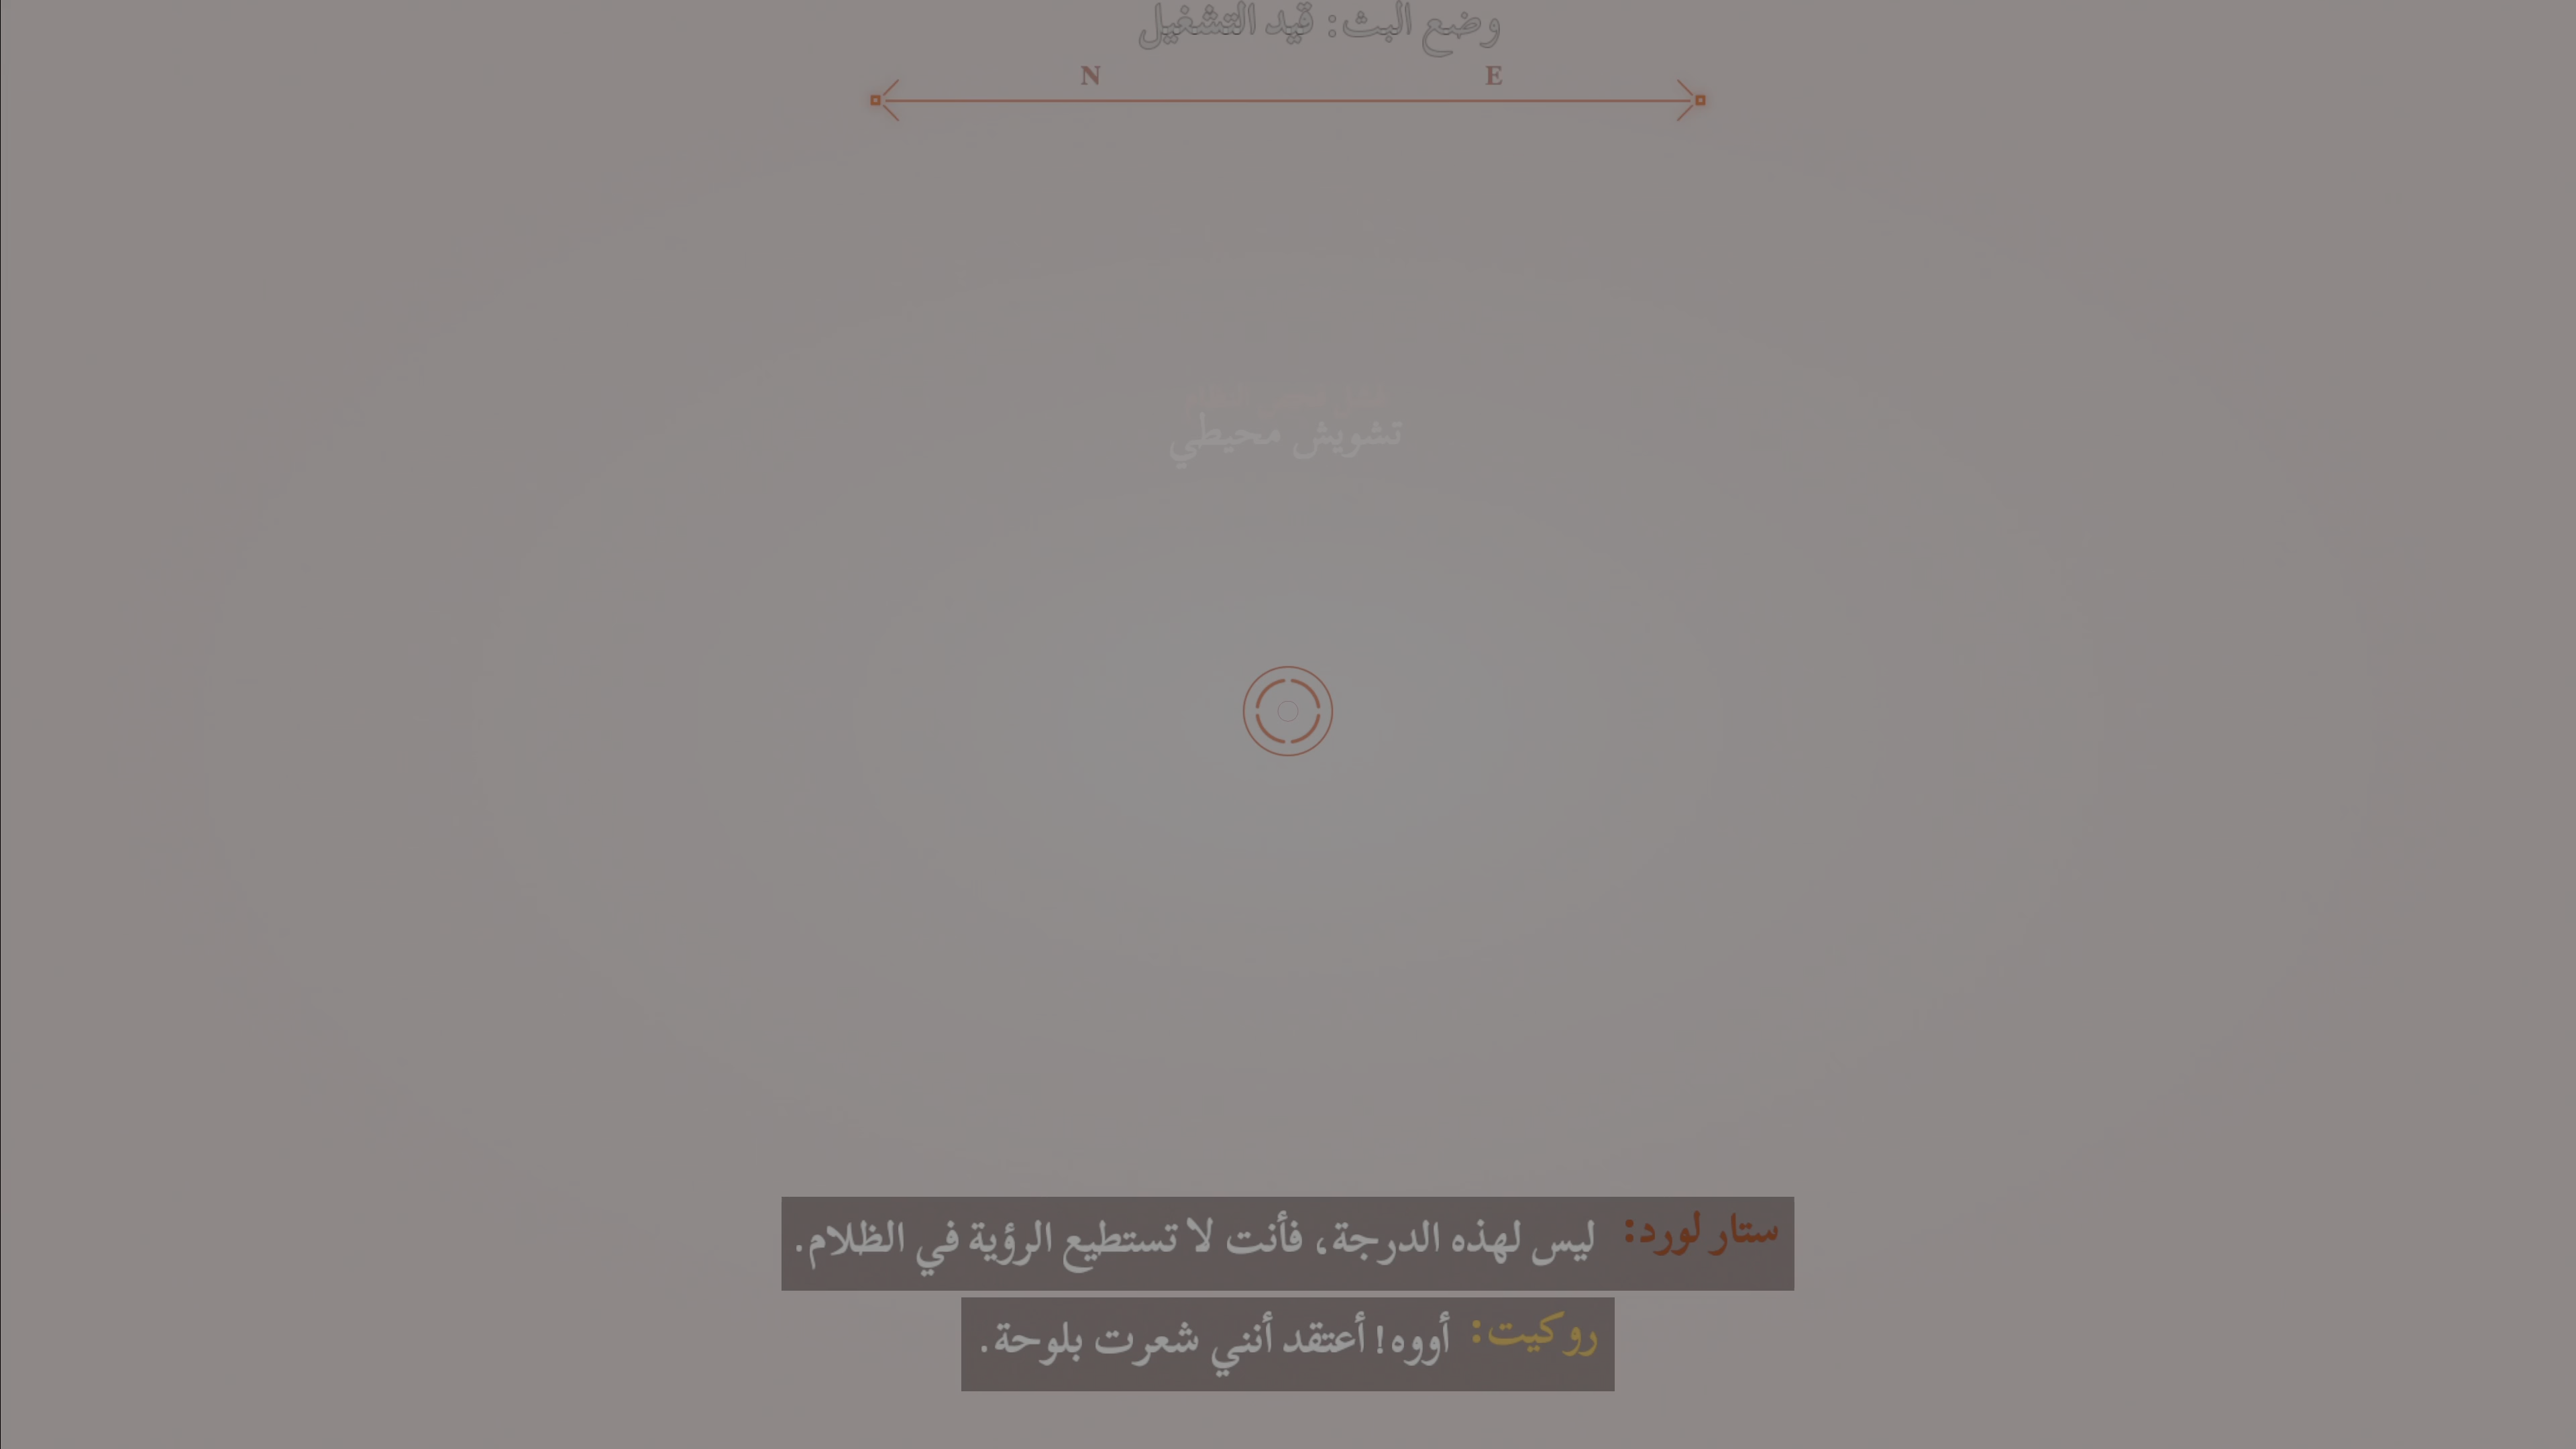 وضع البث: قيد التشغيل
N E
تشويش محيطي
ستار لورد: ليس لهذه الدرجة، فأنت لا تستطيع الرؤية في الظلام.
روكيت: أووه! أعتقد أنني شعرت بلوحة.